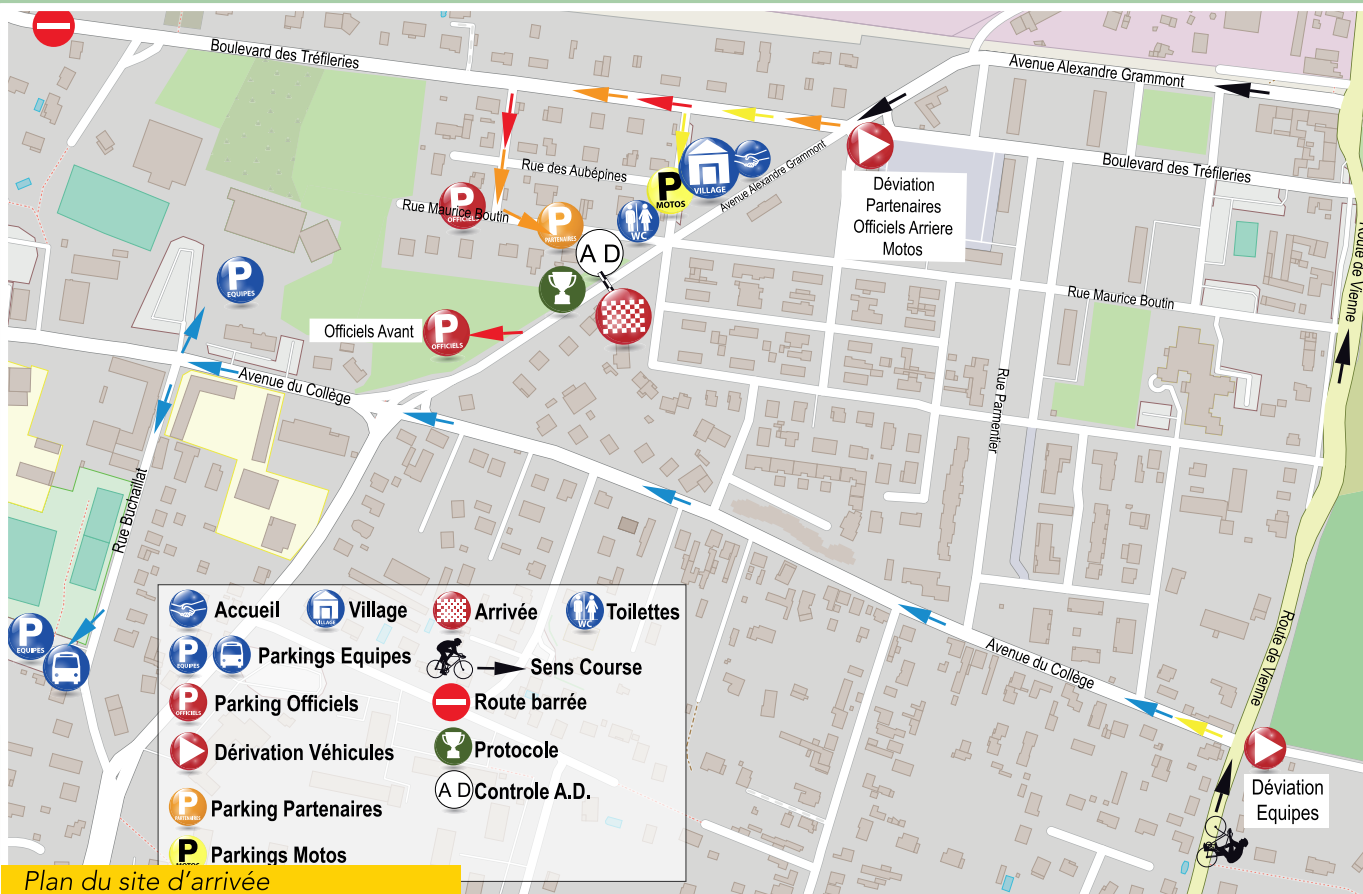 Boulevard des Tréfileries
Avenue Alexandre Grammont
Boulevard des Tréfileries
Rue des Aubépines
Avenue Alexandre Grammont
VILLAGE
P
MOTOS
WC
P
OFFICIELS
Rue Maurice Boutin
P
PARTENAIRES
A D
Déviation
Partenaires
Officiels Arriere
Motos
Route de Vienne
Rue Maurice Boutin
P
EQUIPES
Officiels Avant
P
OFFICIELS
Avenue du Collège
Rue Parmentier
Rue Buchaillat
P
EQUIPES
Avenue du Collège
Route de Vienne
Déviation
Equipes
Accueil
VILLAGE
Village
Arrivée
WC
Toilettes
P
EQUIPES
Parkings Equipes
Sens Course
P
OFFICIELS
Parking Officiels
Route barrée
Dérivation Véhicules
Protocole
P
PARTENAIRES
Parking Partenaires
A D
Controle A.D.
P
MOTOS
Parkings Motos
Plan du site d'arrivée